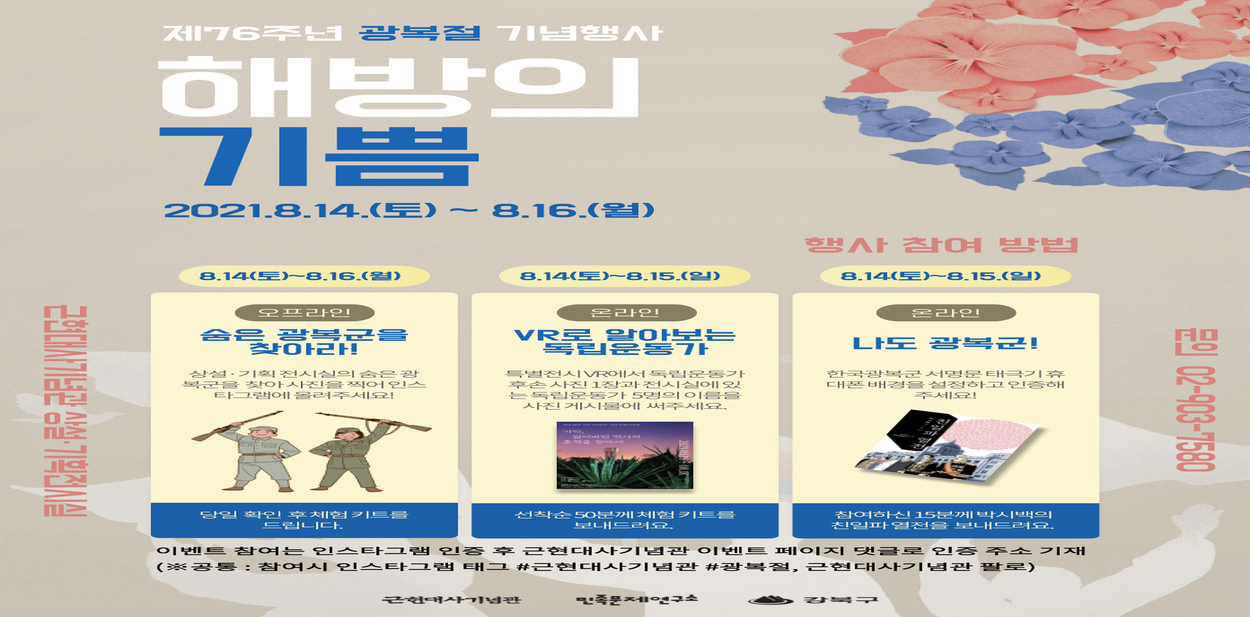 제76주년 광복절 기념행사
해방의
기쁨
2021.8.14.(토) ~ 8.16.(월)
행사 참여 방법
근현대사기념관 상설·기획전시실
문의 02-903-7580
8.14(토)~8.16.(월)
오프라인
숨은 광복군을
찾아라!
상설·기획 전시실의 숨은 광
복군을 찾아 사진을 찍어 인스
타그램에 올려주세요!
당일 확인 후 체험 키트를
드립니다.
8.14(토)~8.15.(일)
온라인
VR로 알아보는
독립운동가
특별전시 VR에서 독립운동가
후손 사진 1장과 전시실에 있
는 독립운동가 5명의 이름을
사진 게시물에 써주세요.
선착순 50분께 체험 키트를
보내드려요.
8.14(토)~8.15.(일)
온라인
나도 광복군!
한국광복군 서명문 태극기 휴
대폰 배경을 설정하고 인증해
주세요!
친일파열전
참여하신 15분께 박시백의
친일파 열전을 보내드려요.
이벤트 참여는 인스타그램 인증 후 근현대사기념관 이벤트 페이지 댓글로 인증 주소 기재
(※공통 : 참여시 인스타그램 태그 #근현대사기념관 #광복절, 근현대사기념관 팔로)
근현대사기념관
민족문제연구소
강북구